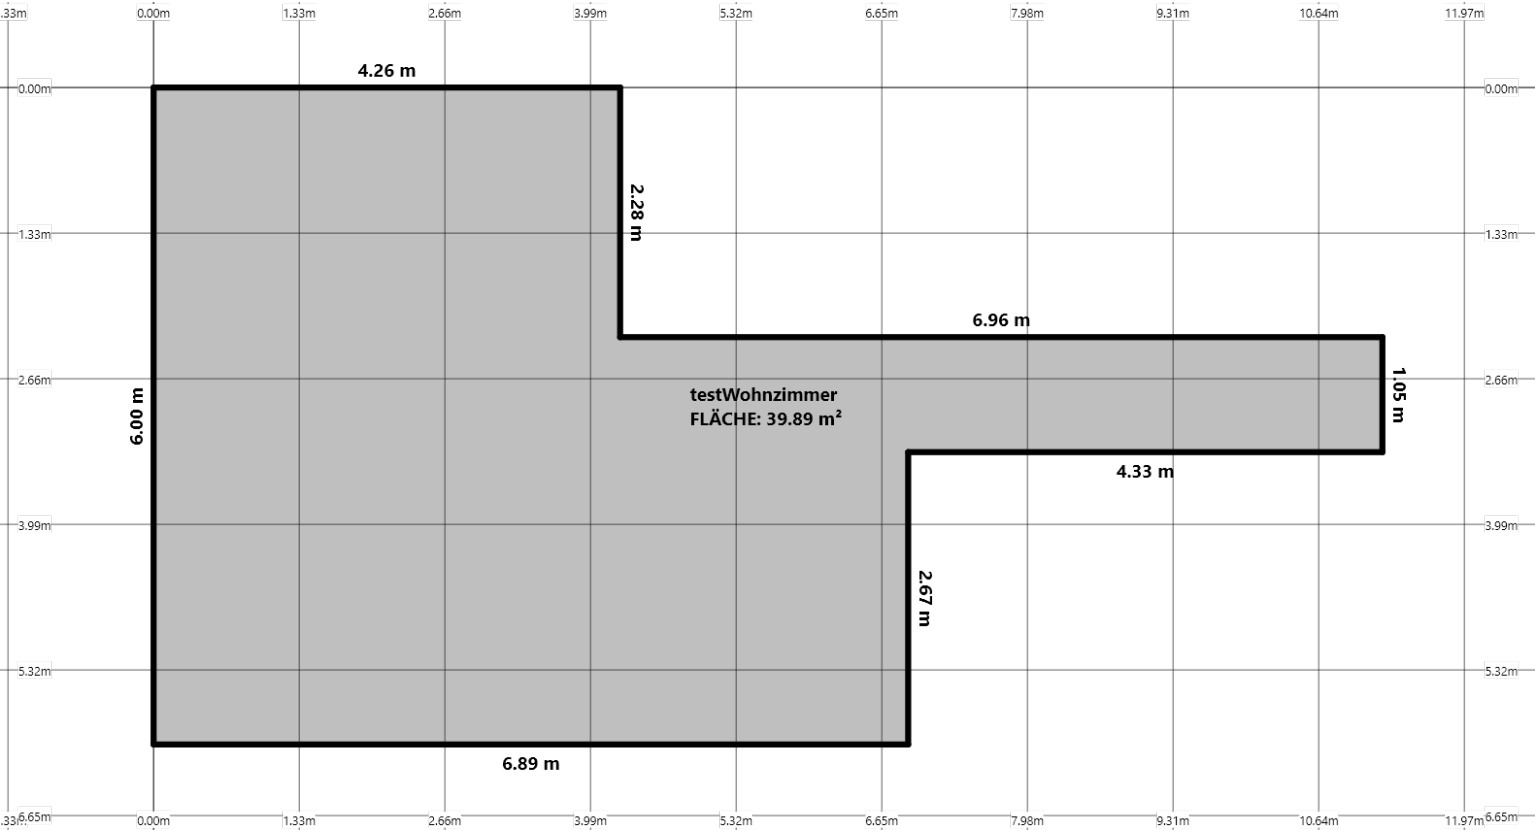 .33m 0.00m 1.33m 2.66m 3.99m 5.32m 6.65m 7.98m 9.31m 10.64m 11.97m
4.26 m
0.00m 0.00m
2.28 m
1.33m 1.33m
6.96 m
2.66m 2.66m
1.05 m
testWohnzimmer
FLÄCHE: 39.89 m²
6.00 m
4.33 m
3.99m 3.99m
2.67 m
5.32m 5.32m
6.89 m
6.65m 6.65m
.33m 0.00m 1.33m 2.66m 3.99m 5.32m 6.65m 7.98m 9.31m 10.64m 11.97m